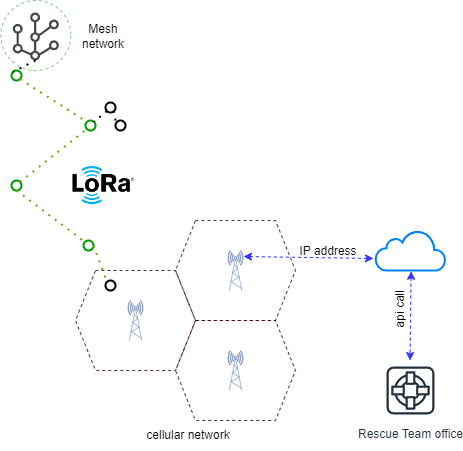 Mesh
network
LoRa
IP address
api call
Rescue Team office
cellular network